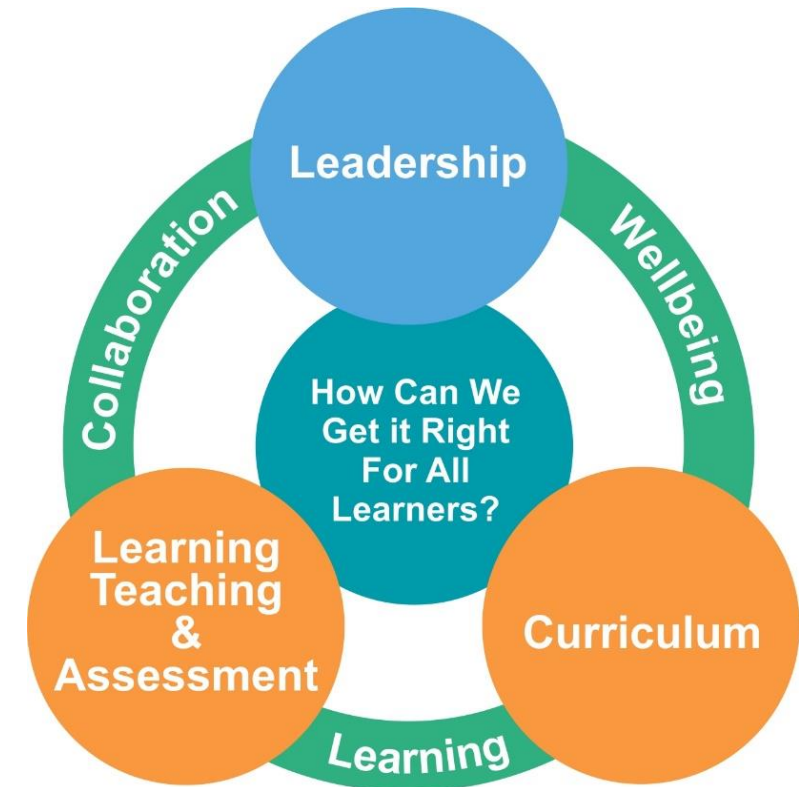 Leadership
Collaboration
Wellbeing
How Can We
Get it Right
For All
Learners?
Learning
Teaching
&
Assessment
Curriculum
Learning